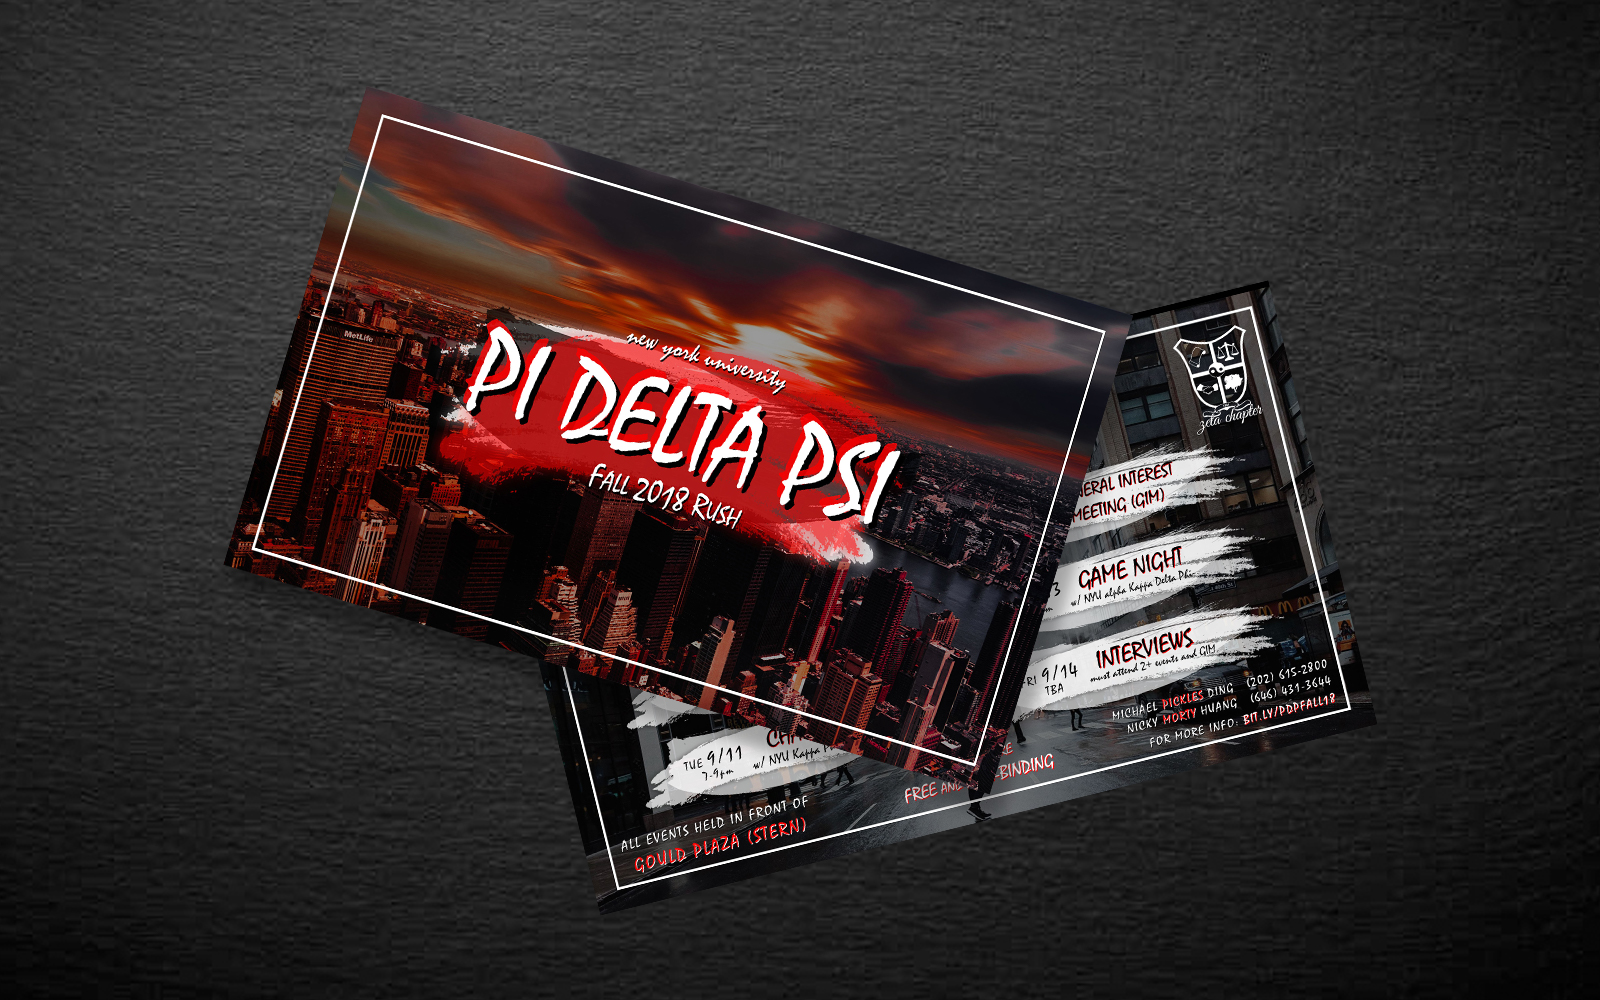 MetLife
new york university
PI DELTA PSI
FALL 2018 RUSH
zeta chapter
MEETING (GIM)
INTEREST
GAME NIGHT
w/ NYU alpha Kappa Delta Phi
INTERVIEWS
must attend 2+ events and GIM
9/14
TBA
MICHAEL PICKLES DING (202) 615-2800
NICKY MORTY HUANG (646) 431-3644
FOR MORE INFO: BIT.LY/PDPFALL18
TUE 9/11
7-9pm
w/ NYU Kappa
FREE AND
-BINDING
ALL EVENTS HELD IN FRONT OF
GOULD PLAZA (STERN)